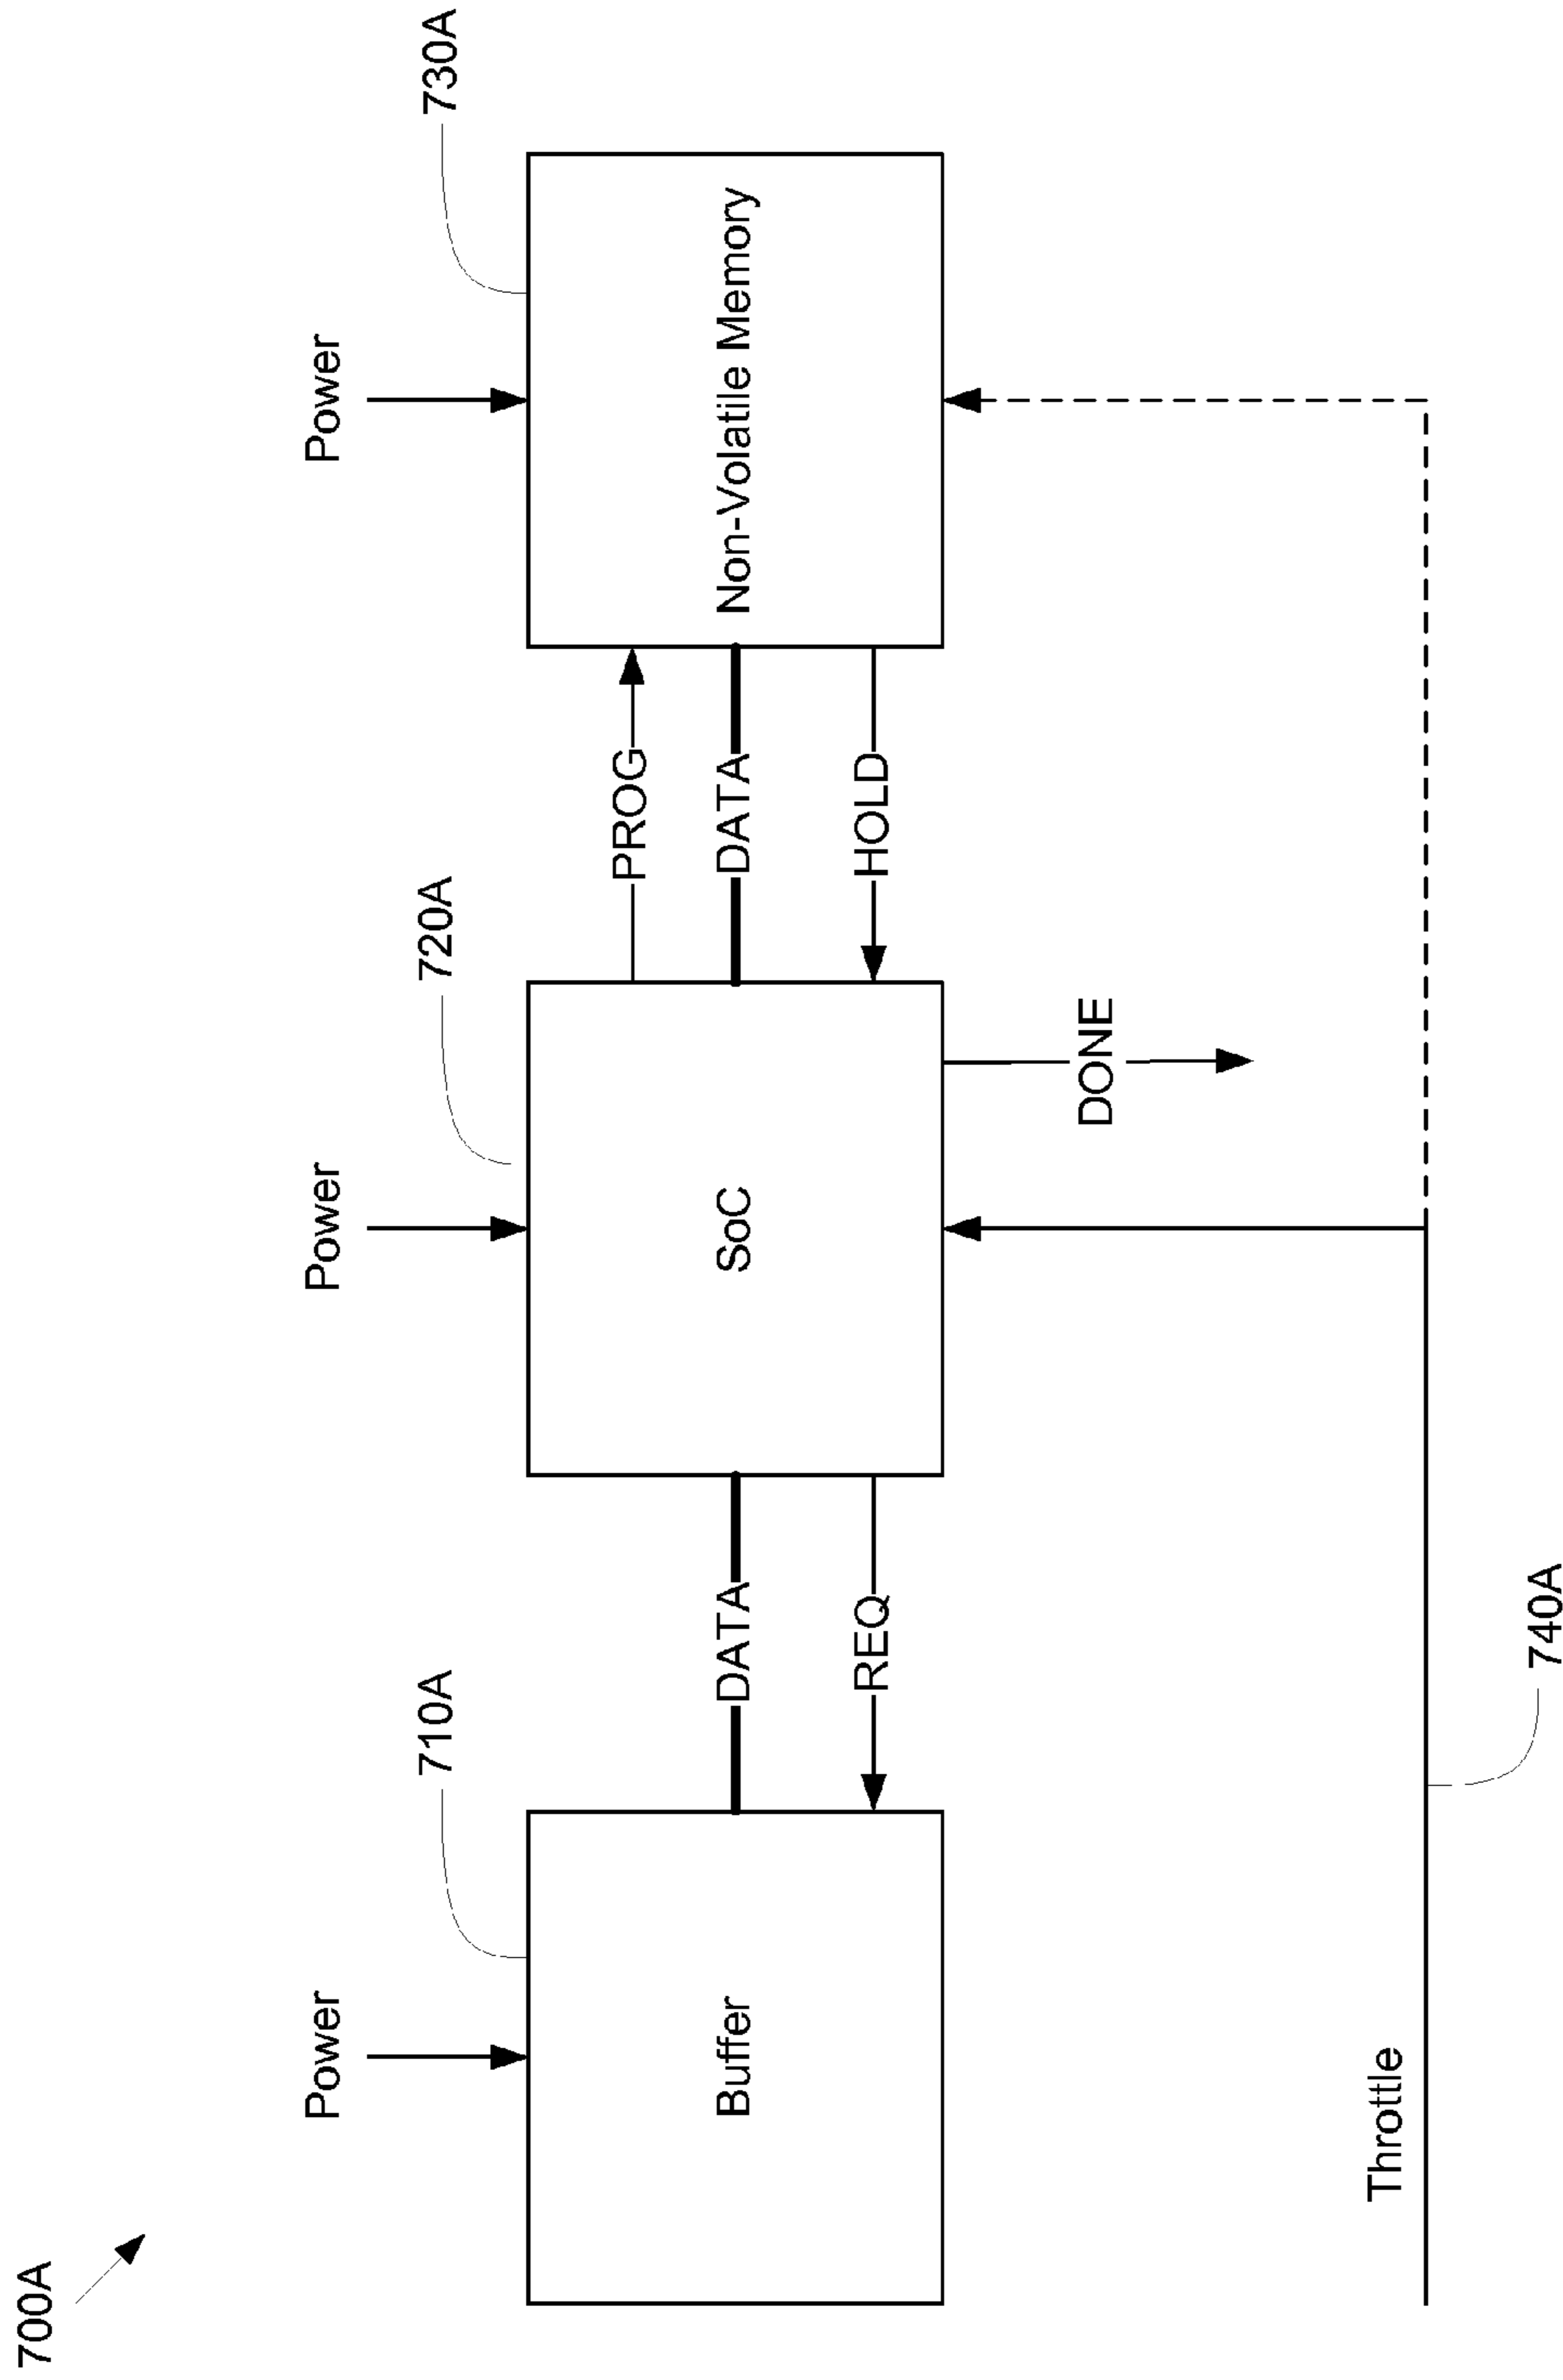 700A
Power
Power
Power
710A
720A
730A
Buffer
DATA
REQ
SoC
PROG
DATA
HOLD
Non-Volatile Memory
DONE
Throttle
740A